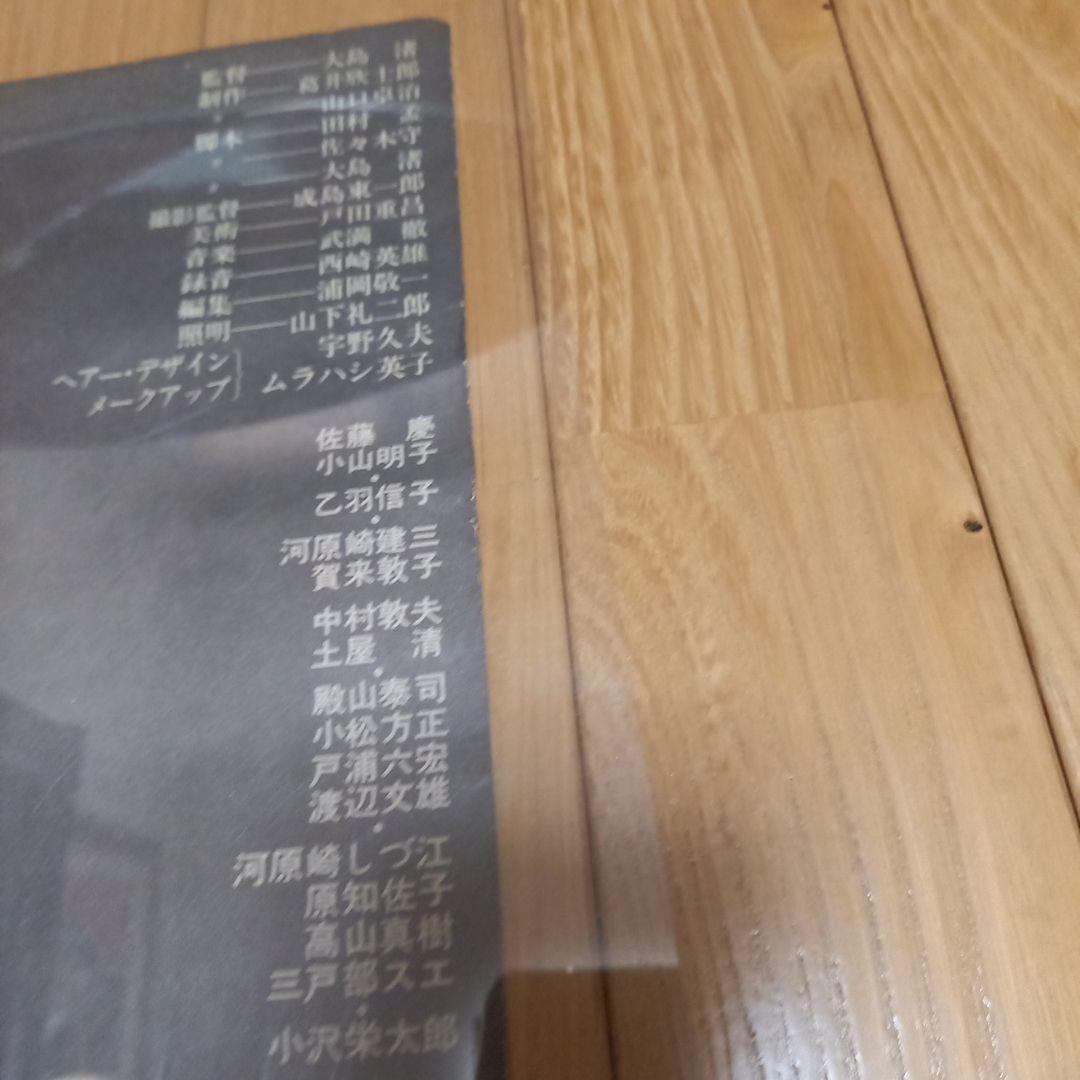 監督――大島 渚
制作――葛井欣士郎
〃 山口卓治
脚本――田村 孟
〃 佐々木 守
〃――大島 渚
撮影監督――成島東一郎
美術――戸田重昌
音楽――武満 徹
録音――西崎英雄
編集――浦岡敬一
照明――山下礼二郎
ヘアー・デザイン 宇野久夫
メークアップ ムラハシ英子
佐藤 慶
小山明子
・
乙羽信子
・
河原崎建三
賀来敦子
中村敦夫
土屋 清
・
殿山泰司
小松方正
戸浦六宏
渡辺文雄
・
河原崎しづ江
原知佐子
高山真樹
三戸部スエ
・
小沢栄太郎